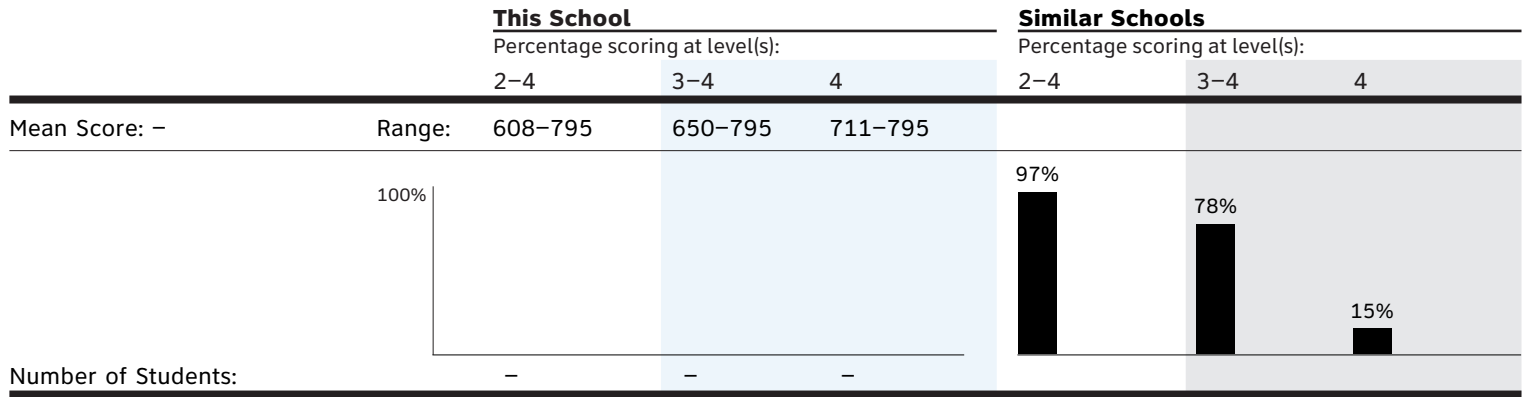 This School Similar Schools
Percentage scoring at level(s): Percentage scoring at level(s):
2–4 3–4 4 2–4 3–4 4
Mean Score: – Range: 608–795 650–795 711–795
97%
100%
78%
15%
Number of Students: – – –